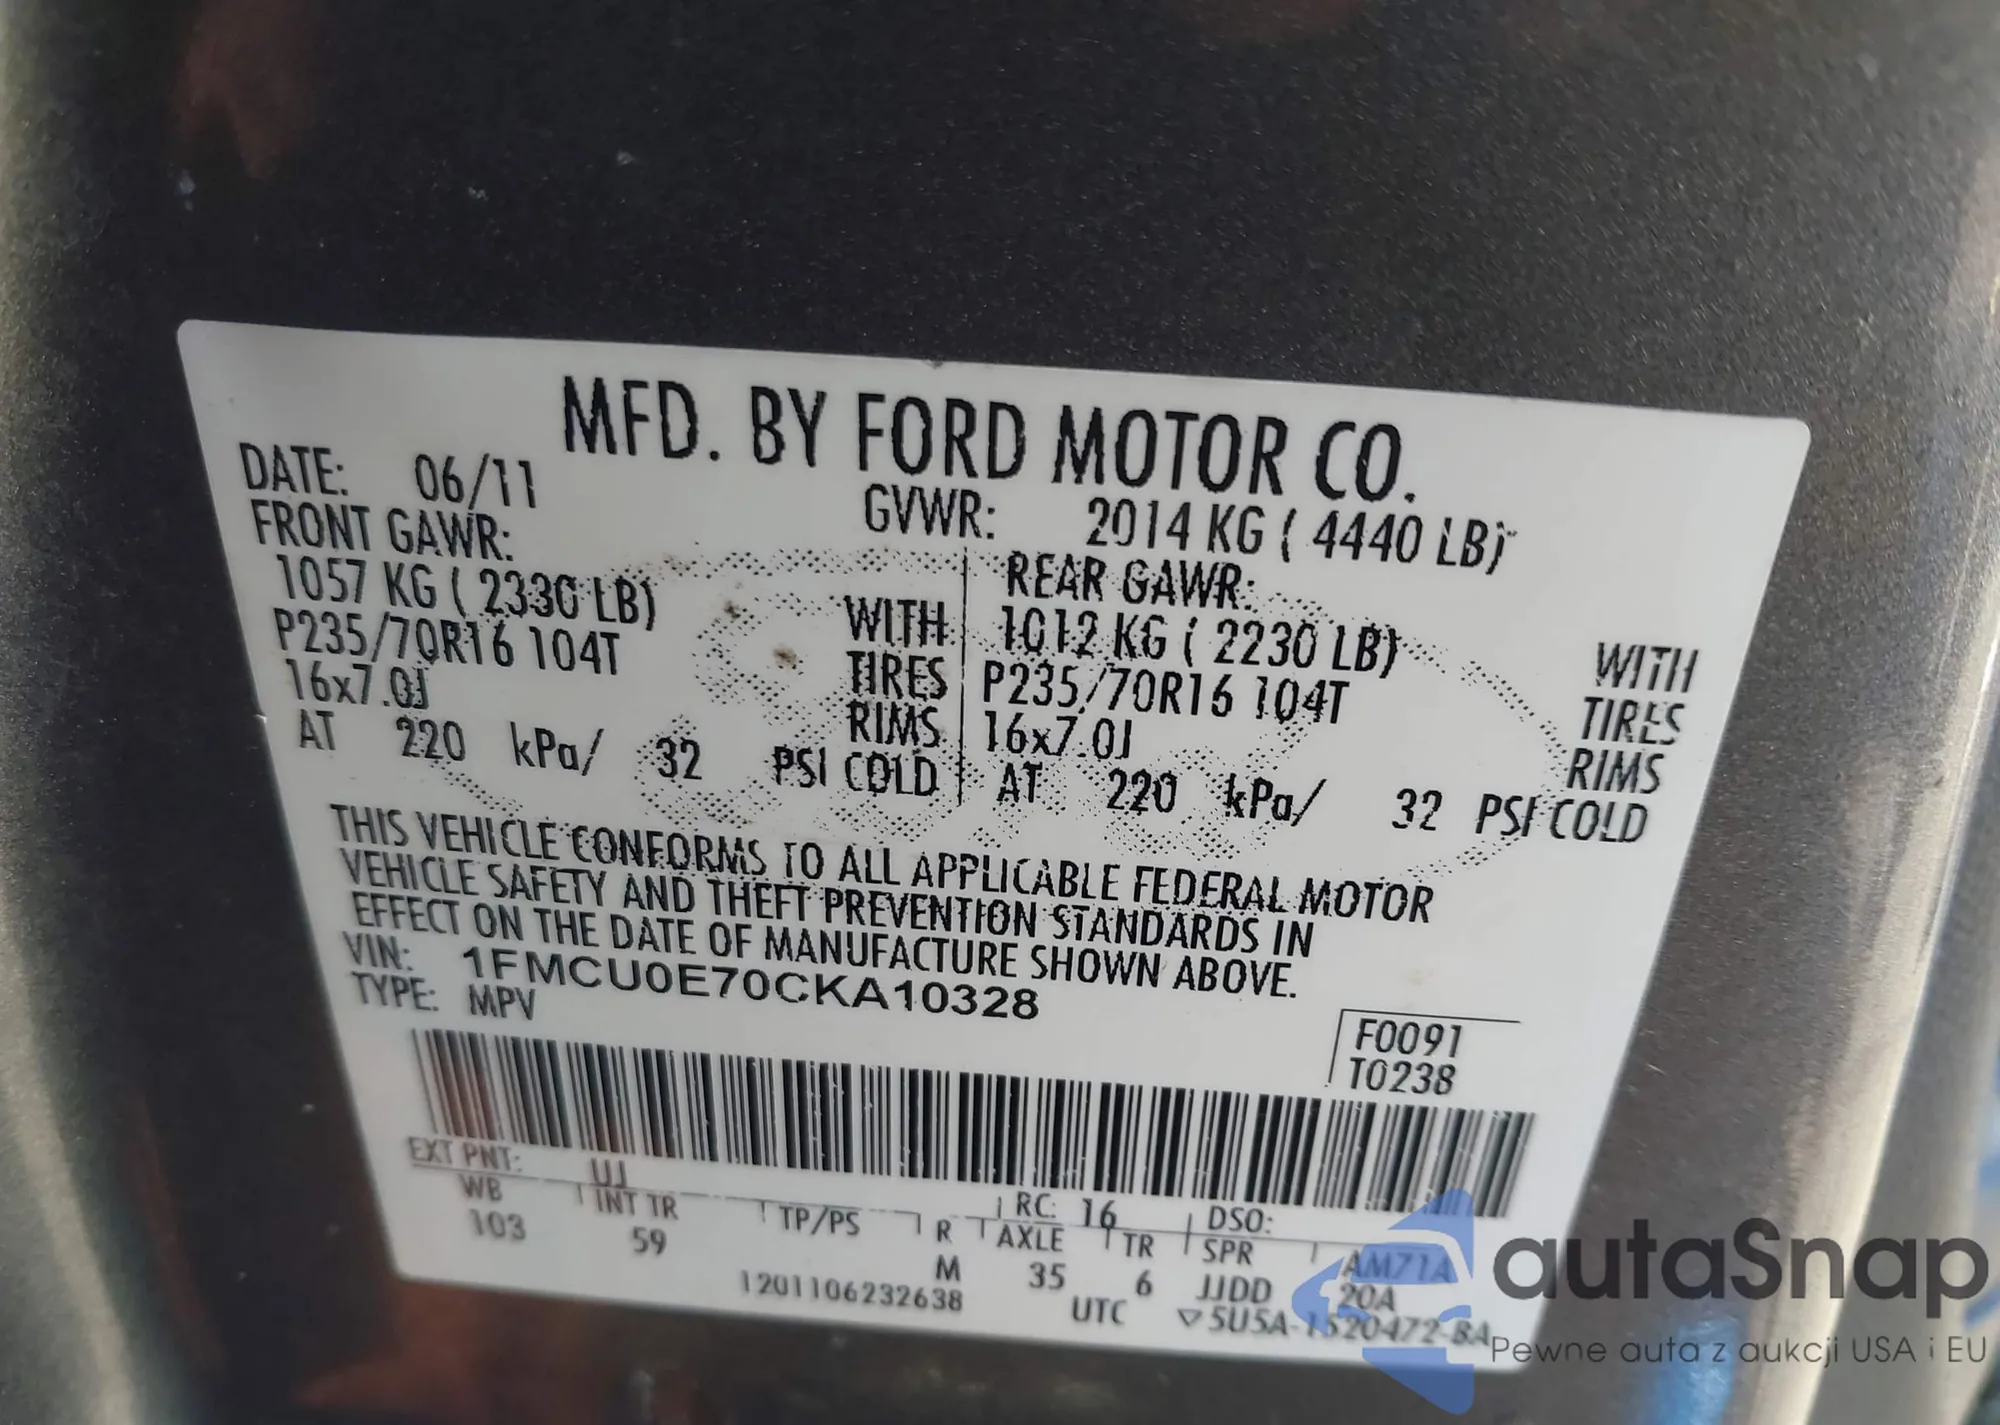 MFD. BY FORD MOTOR CO.
DATE: 06/11 GVWR: 2014 KG ( 4440 LB)
FRONT GAWR: REAR GAWR:
1057 KG ( 2330 LB) WITH 1012 KG ( 2230 LB) WITH
P235/70R16 104T TIRES P235/70R16 104T TIRES
16x7.0J RIMS 16x7.0J RIMS
AT 220 kPa/ 32 PSI COLD AT 220 kPa/ 32 PSI COLD
THIS VEHICLE CONFORMS TO ALL APPLICABLE FEDERAL MOTOR
VEHICLE SAFETY AND THEFT PREVENTION STANDARDS IN
EFFECT ON THE DATE OF MANUFACTURE SHOWN ABOVE.
VIN: 1FMCU0E70CKA10328
TYPE: MPV
F0091
T0238
EXT PNT: UJ RC: 16 DSO:
WB INT TR TP/PS R AXLE TR SPR AM71A
103 59 M 35 6 JJDD 20A
1201106232638 UTC ▽5U5A-1520472-BA
autaSnap
Pewne auta z aukcji USA i EU